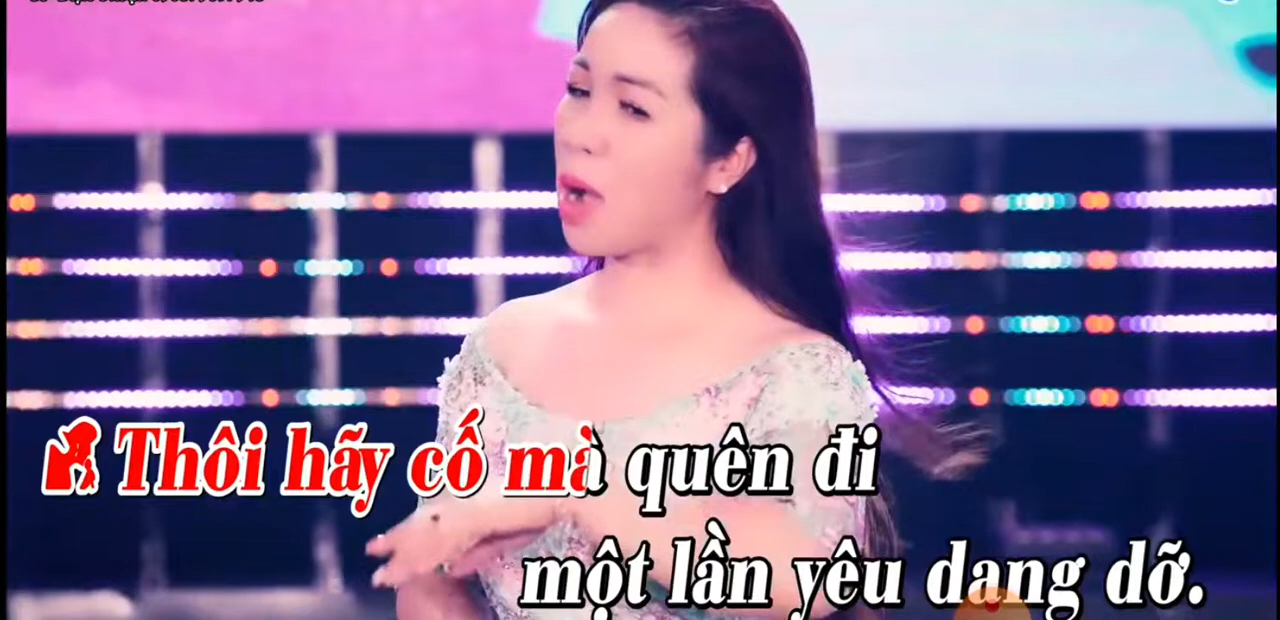 Thôi hãy cố mà quên đi
một lần yêu dang dỡ.